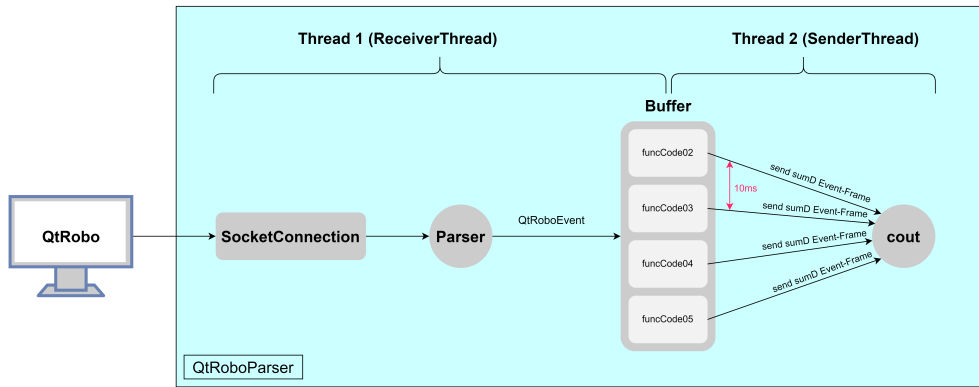 Thread 1 (ReceiverThread)
Thread 2 (SenderThread)
Buffer
QtRobo
SocketConnection
Parser
QtRoboEvent
funcCode02
funcCode03
funcCode04
funcCode05
10ms
send sumD Event-Frame
send sumD Event-Frame
send sumD Event-Frame
send sumD Event-Frame
cout
QtRoboParser